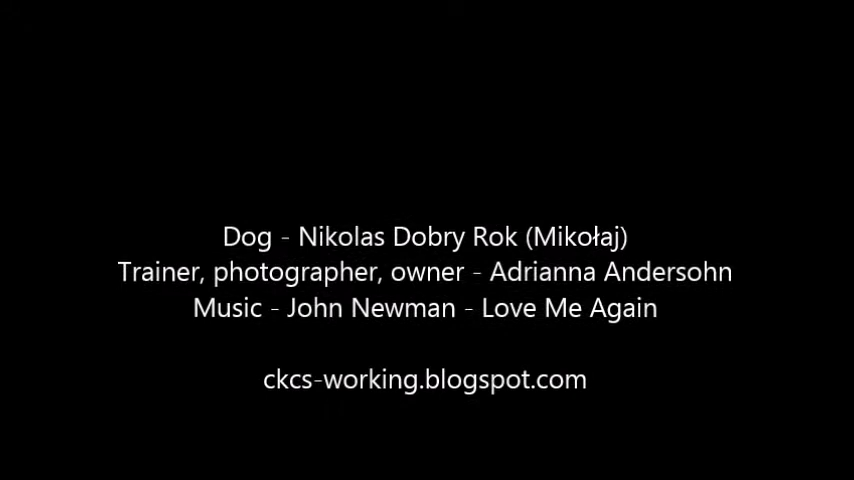 Dog - Nikolas Dobry Rok (Mikołaj)
Trainer, photographer, owner - Adrianna Andersohn
Music - John Newman - Love Me Again
ckcs-working.blogspot.com